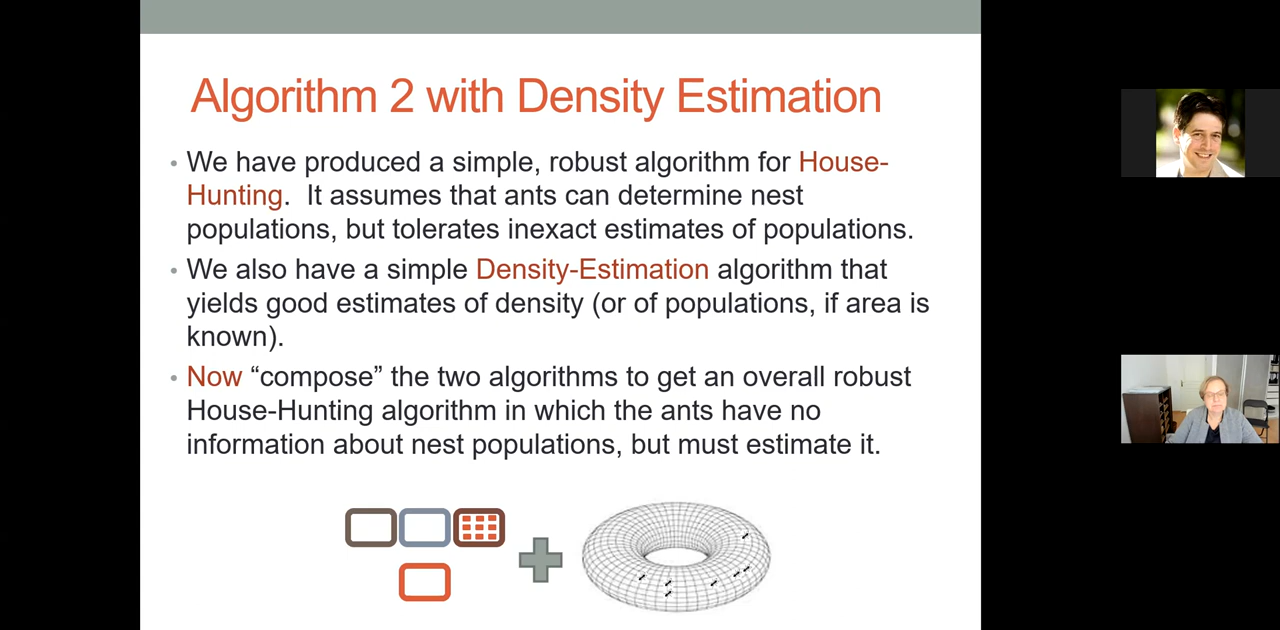 Algorithm 2 with Density Estimation
• We have produced a simple, robust algorithm for House-
Hunting. It assumes that ants can determine nest
populations, but tolerates inexact estimates of populations.
• We also have a simple Density-Estimation algorithm that
yields good estimates of density (or of populations, if area is
known).
• Now “compose” the two algorithms to get an overall robust
House-Hunting algorithm in which the ants have no
information about nest populations, but must estimate it.